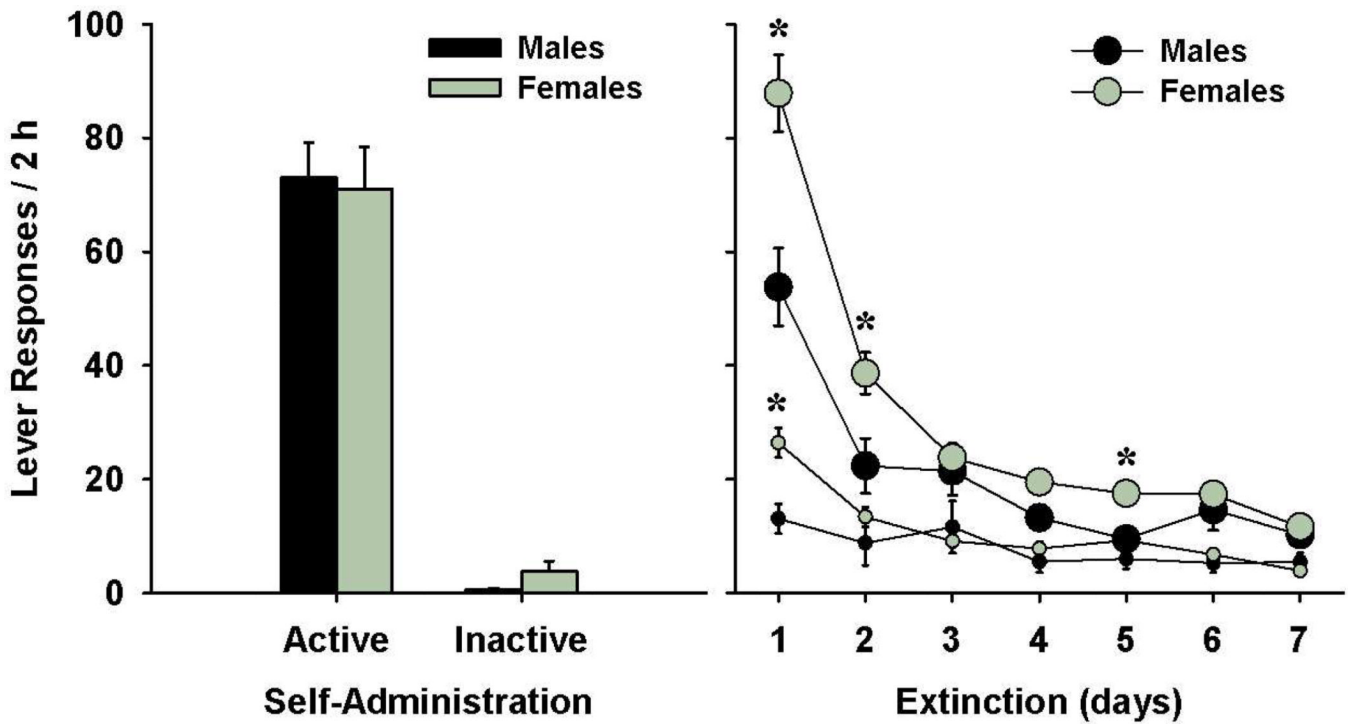 Lever Responses / 2 h
100
80
60
40
20
0
Males
Females
Active Inactive
Self-Administration
Males
Females
*
*
*
*
1 2 3 4 5 6 7
Extinction (days)